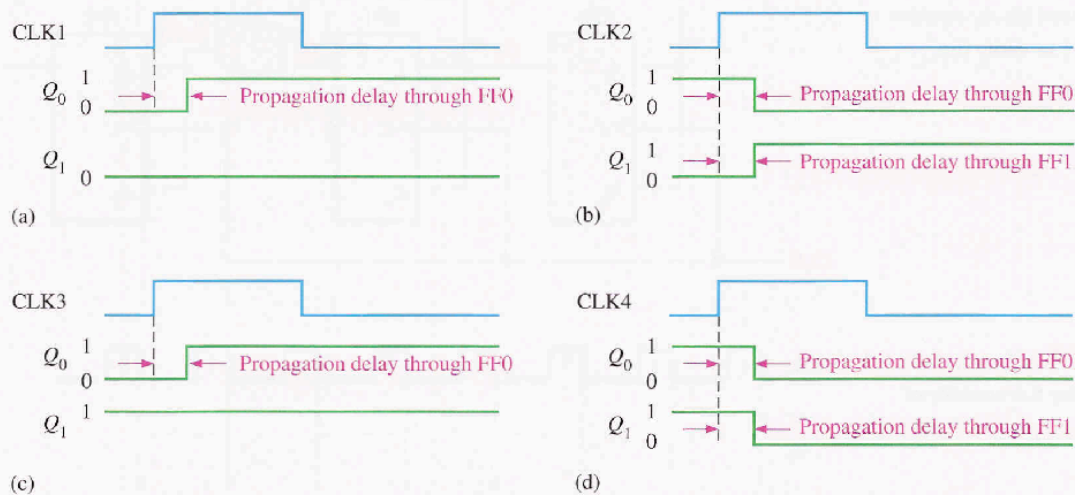 CLK1
Q0 1
0
Propagation delay through FF0
Q1
0
(a)
CLK2
Q0 1
0
Propagation delay through FF0
Q1 1
0
Propagation delay through FF1
(b)
CLK3
Q0 1
0
Propagation delay through FF0
Q1 1
(c)
CLK4
Q0 1
0
Propagation delay through FF0
Q1 1
0
Propagation delay through FF1
(d)